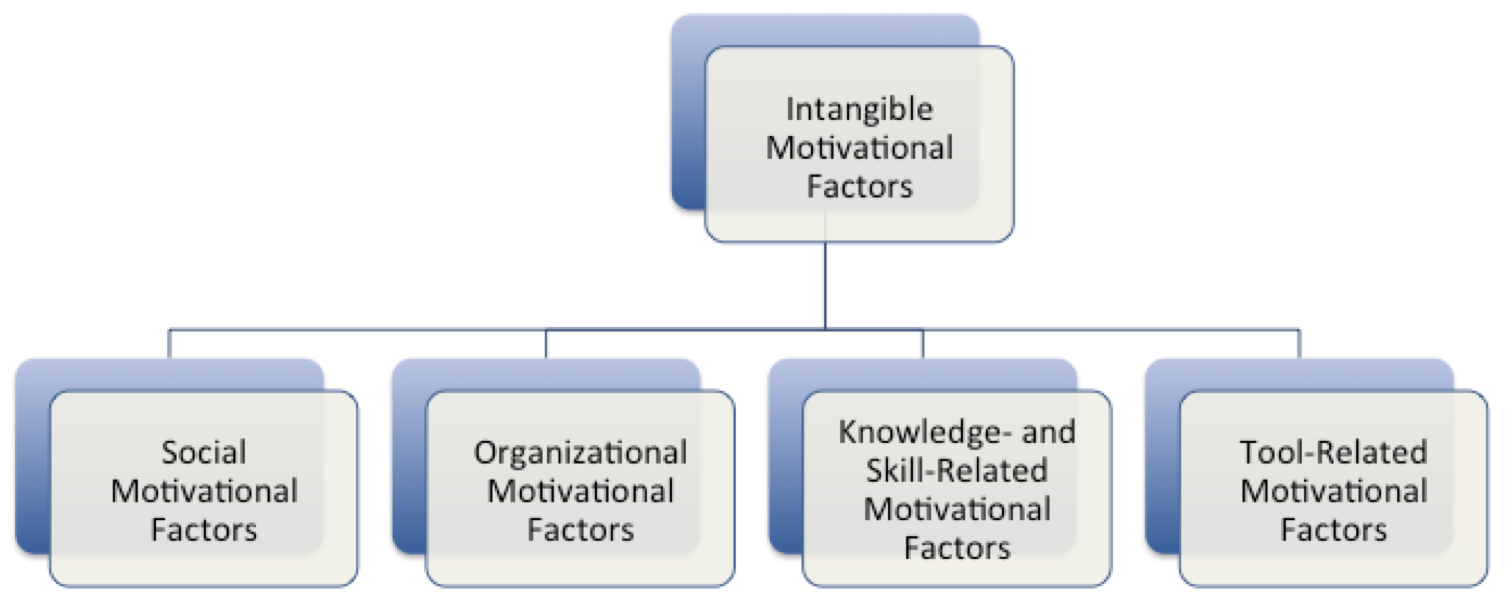 Intangible
Motivational
Factors
Social
Motivational
Factors
Organizational
Motivational
Factors
Knowledge- and
Skill-Related
Motivational
Factors
Tool-Related
Motivational
Factors